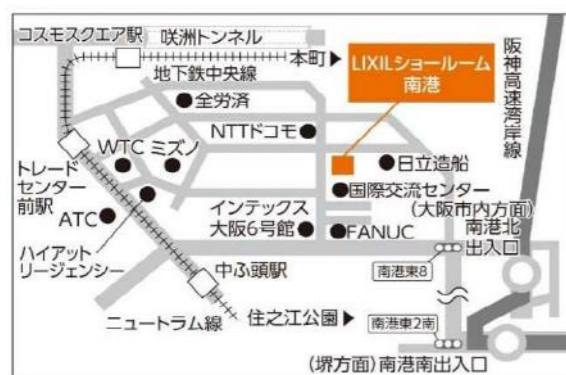 コスモスクエア駅
咲洲トンネル
地下鉄中央線
本町▶
LIXILショールーム
南港
阪神高速湾岸線
全労済
NTTドコモ
WTC
ミズノ
日立造船
トレード
センター
前駅
国際交流センター
ATC
インテックス
大阪6号館
(大阪市内方面)
南港北
出入口
FANUC
ハイアット
リージェンシー
中ふ頭駅
南港東8
ニュートラム線
住之江公園▶
南港東2南
(堺方面)南港南出入口